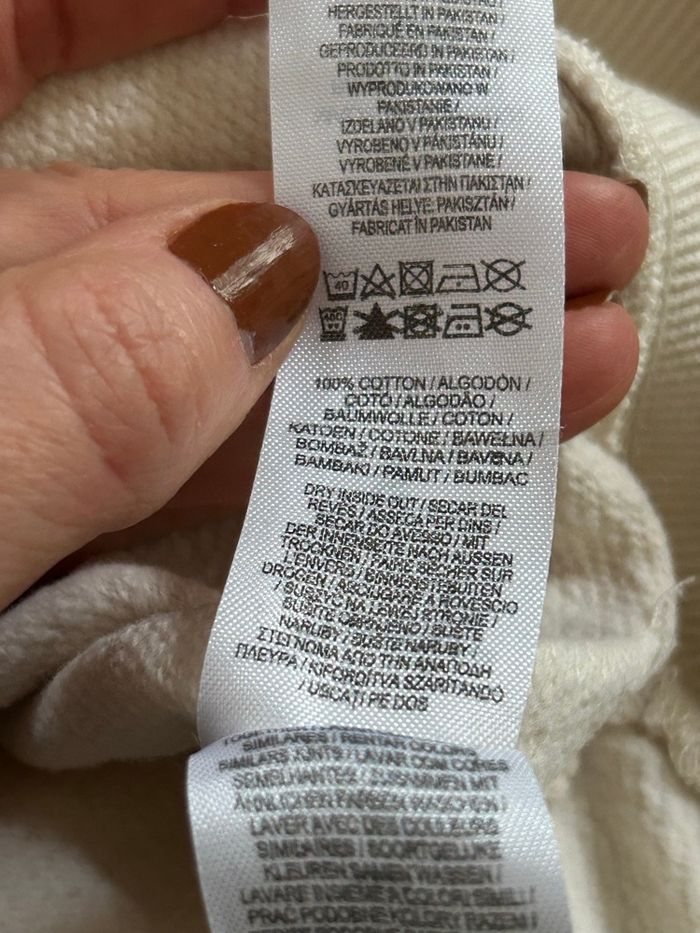 HERGESTELLT IN PAKISTAN /
FABRIQUÉ EN PAKISTAN /
GEPRODUCEERD IN PAKISTAN /
PRODOTTO IN PAKISTAN /
WYPRODUKOWANO W
PAKISTANIE /
IZDELANO V PAKISTANU /
VYROBENO V PÁKISTÁNU /
VYROBENÉ V PAKISTANE /
ΚΑΤΑΣΚΕΥΑΖΕΤΑΙ ΣΤΗΝ ΠΑΚΙΣΤΑΝ /
GYÁRTÁS HELYE: PAKISZTÁN /
FABRICAT ÎN PAKISTAN
40
100% COTTON / ALGODÓN /
COTÓ / ALGODÃO /
BAUMWOLLE / COTON /
KATOEN / COTONE / BAWEŁNA /
BOMBAŽ / BAVLNA / BAVLNA /
BAMBAKI / PAMUT / BUMBAC
DRY INSIDE OUT / SECAR DEL
REVÉS / ASSECA PER DINS /
SECAR DO AVESSO / MIT
DER INNENSEITE NACH AUSSEN
TROCKNEN / FAIRE SÉCHER SUR
L'ENVERS / BINNENSTEBUITEN
DROGEN / ASCIUGARE A ROVESCIO
/ SUSZYĆ NA LEWEJ STRONIE /
SUŠITE OBRNJENO / SUŠTE
NARUBY / SUŠTE NARUBY /
ΣΤΕΓΝΩΜΑ ΑΠΟ ΤΗΝ ΑΝΑΠΟΔΗ
ΠΛΕΥΡΑ / KIFORDÍTVA SZÁRÍTANDÓ
/ USCAȚI PE DOS
SIMILARES / RENTAR COLORS
SIMILARS JUNTS / LAVAR COM CORES
SEMELHANTES / ZUSAMMEN MIT
ÄHNLICHEN FARBEN WASCHEN /
LAVER AVEC DES COULEURS
SIMILAIRES / SOORTGELIJKE
KLEUREN SAMEN WASSEN /
LAVARE INSIEME A COLORI SIMILI /
PRAĆ PODOBNE KOLORY RAZEM /